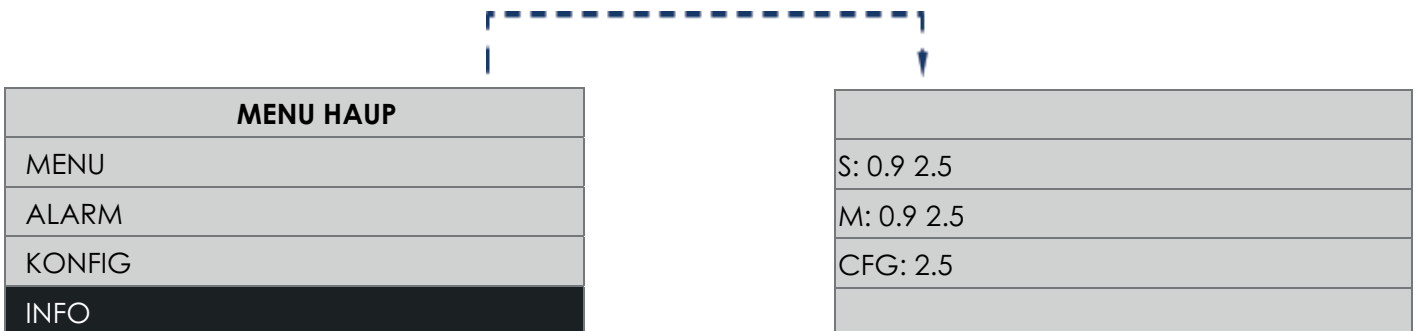 MENU HAUP
MENU
ALARM
KONFIG
INFO
S: 0.9 2.5
M: 0.9 2.5
CFG: 2.5